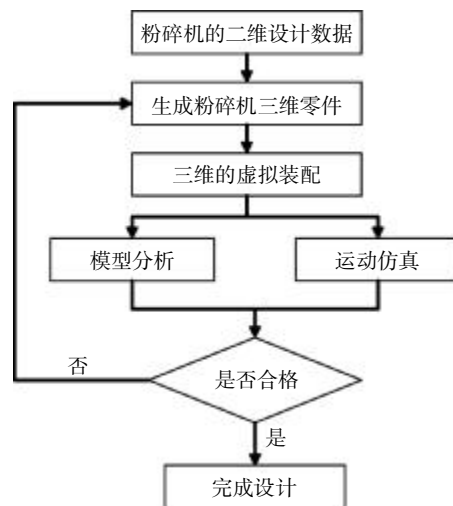 粉碎机的二维设计数据
生成粉碎机三维零件
三维的虚拟装配
模型分析
运动仿真
是否合格
否
是
完成设计